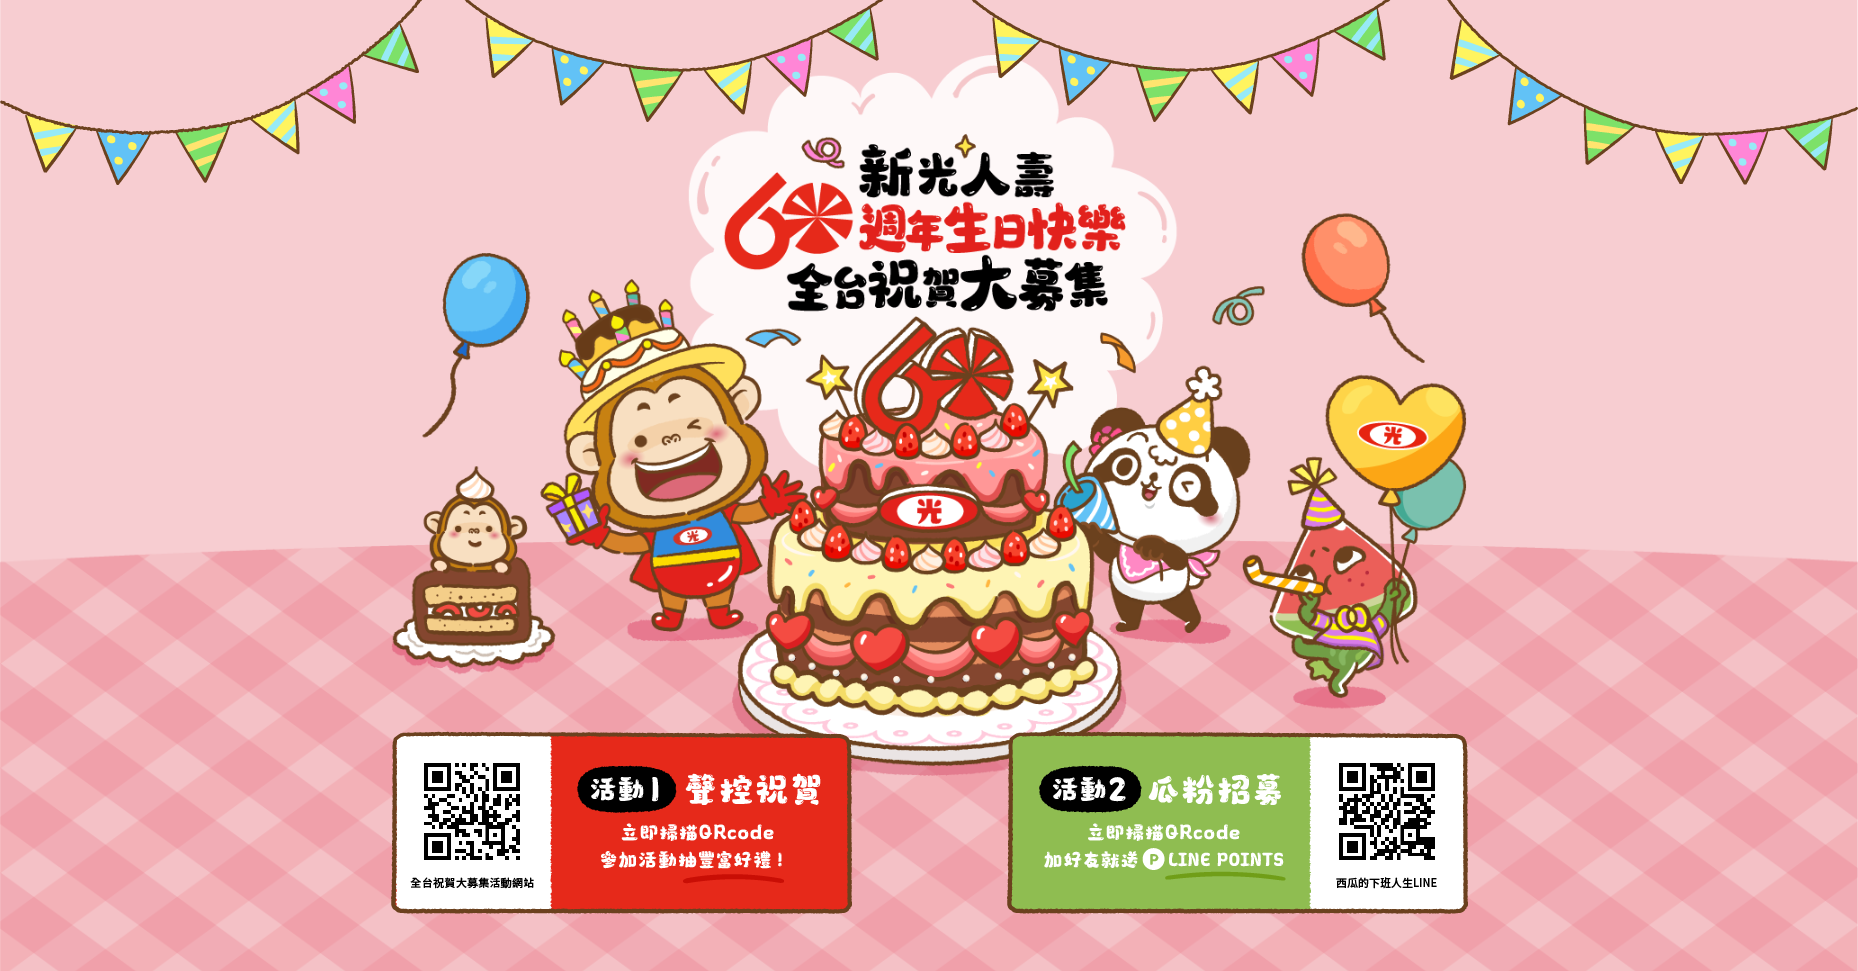 新光人壽
60週年生日快樂
全台祝賀大募集
60
光
光
光
活動1 聲控祝賀
立即掃描QRcode
參加活動抽豐富好禮！
全台祝賀大募集活動網站
活動2 瓜粉招募
立即掃描QRcode
加好友就送 P LINE POINTS
西瓜的下班人生LINE